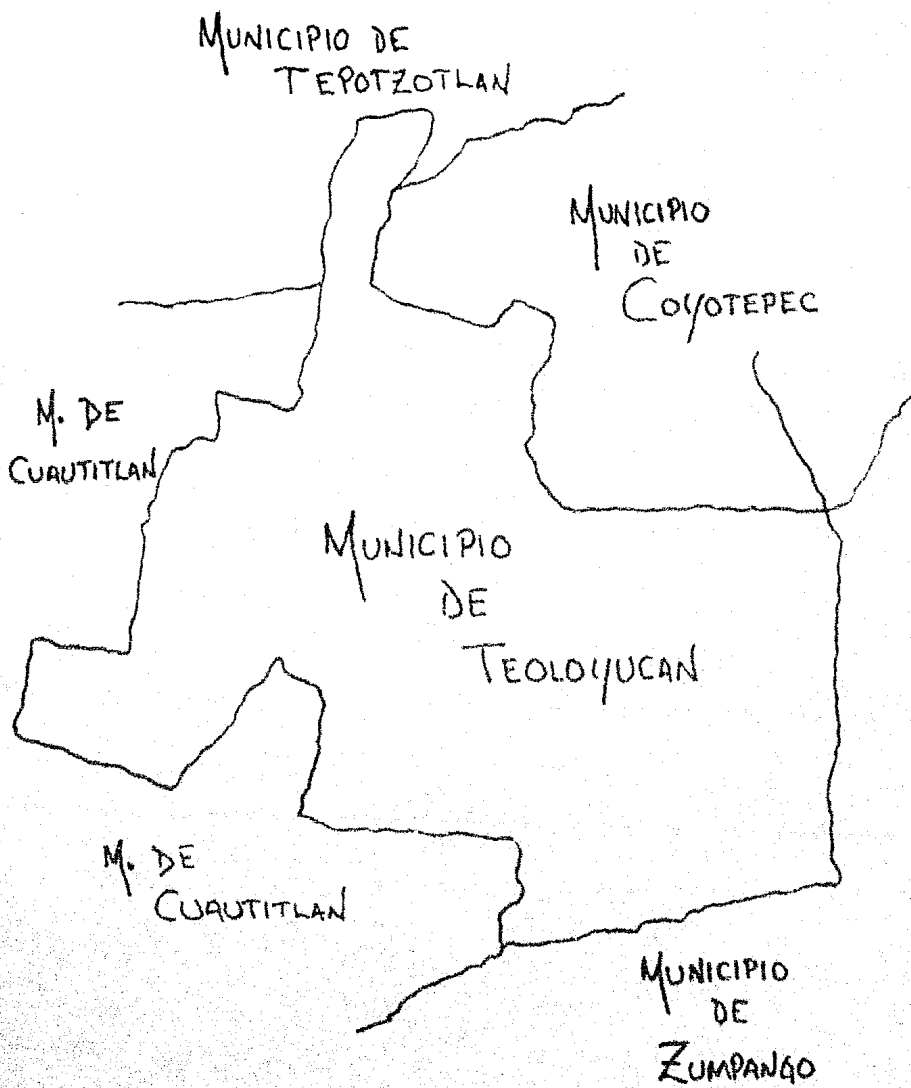 MUNICIPIO DE
TEPOTZOTLAN
MUNICIPIO
DE
COYOTEPEC
M. DE
CUAUTITLAN
MUNICIPIO
DE
TEOLOYUCAN
M. DE
CUAUTITLAN
MUNICIPIO
DE
ZUMPANGO